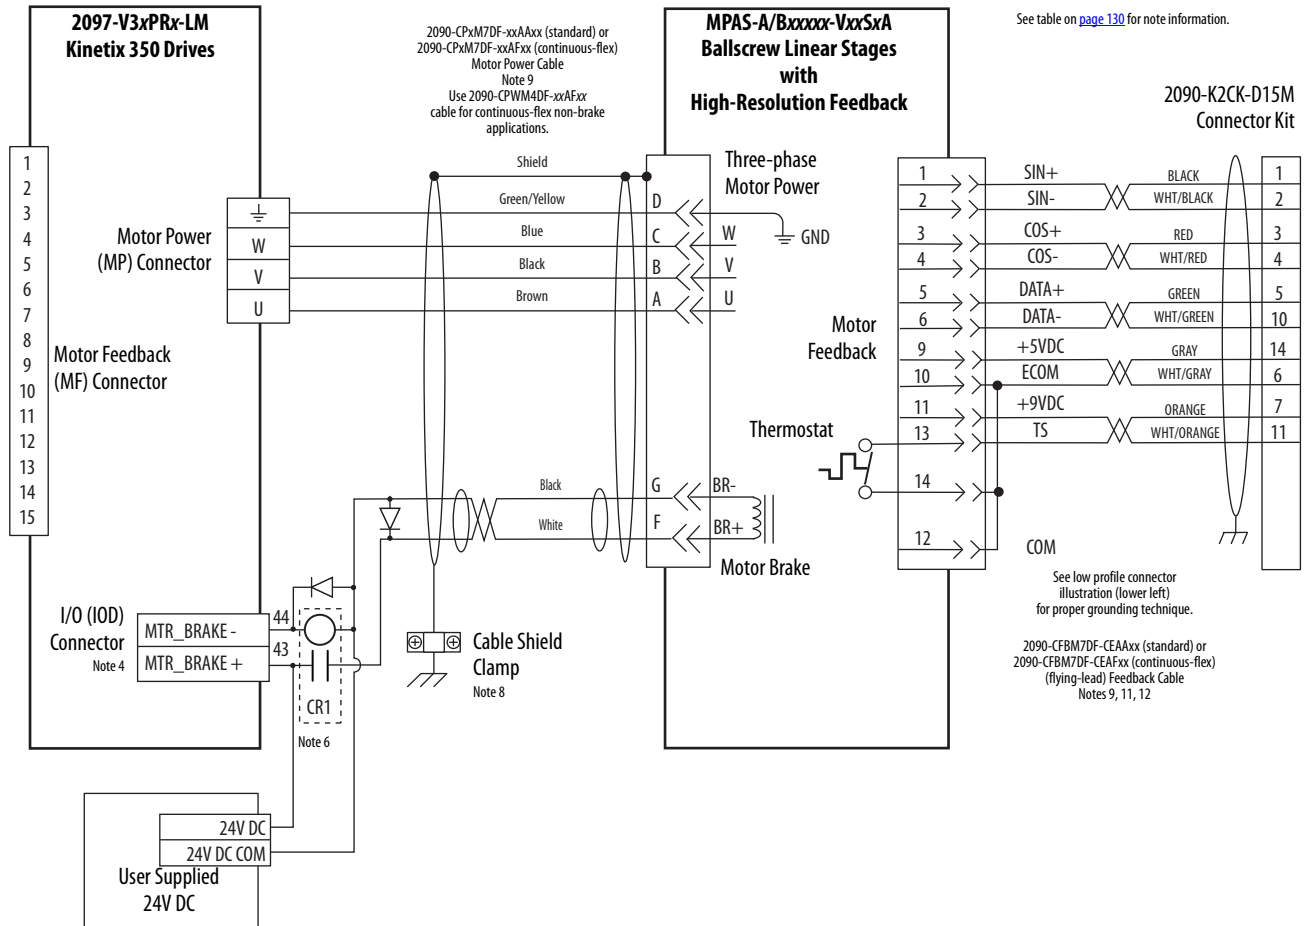 2097-V3xPRx-LM
Kinetix 350 Drives
2090-CPxM7DF-xxAAxx (standard) or
2090-CPxM7DF-xxAFxx (continuous-flex)
Motor Power Cable
Note 9
Use 2090-CPWM4DF-xxAFxx
cable for continuous-flex non-brake
applications.
MPAS-A/Bxxxxx-VxxSxA
Ballscrew Linear Stages
with
High-Resolution Feedback
See table on page 130 for note information.
2090-K2CK-D15M
Connector Kit
1
2
3
4
5
6
7
8
9
10
11
12
13
14
15
Motor Feedback
(MF) Connector
Motor Power
(MP) Connector
W
V
U
Shield
Green/Yellow
Blue
Black
Brown
D
C
B
A
Three-phase
Motor Power
W
V
U
GND
Black
White
G
F
BR-
BR+
Motor Brake
Motor
Feedback
Thermostat
1 SIN+ BLACK 1
2 SIN- WHT/BLACK 2
3 COS+ RED 3
4 COS- WHT/RED 4
5 DATA+ GREEN 5
6 DATA- WHT/GREEN 10
9 +5VDC GRAY 14
10 ECOM WHT/GRAY 6
11 +9VDC ORANGE 7
13 TS WHT/ORANGE 11
14
12 COM
See low profile connector
illustration (lower left)
for proper grounding technique.
2090-CFBM7DF-CEAAxx (standard) or
2090-CFBM7DF-CEAFxx (continuous-flex)
(flying-lead) Feedback Cable
Notes 9, 11, 12
I/O (IOD)
Connector
Note 4
MTR_BRAKE - 44
MTR_BRAKE + 43
CR1
Note 6
Cable Shield
Clamp
Note 8
24V DC
24V DC COM
User Supplied
24V DC